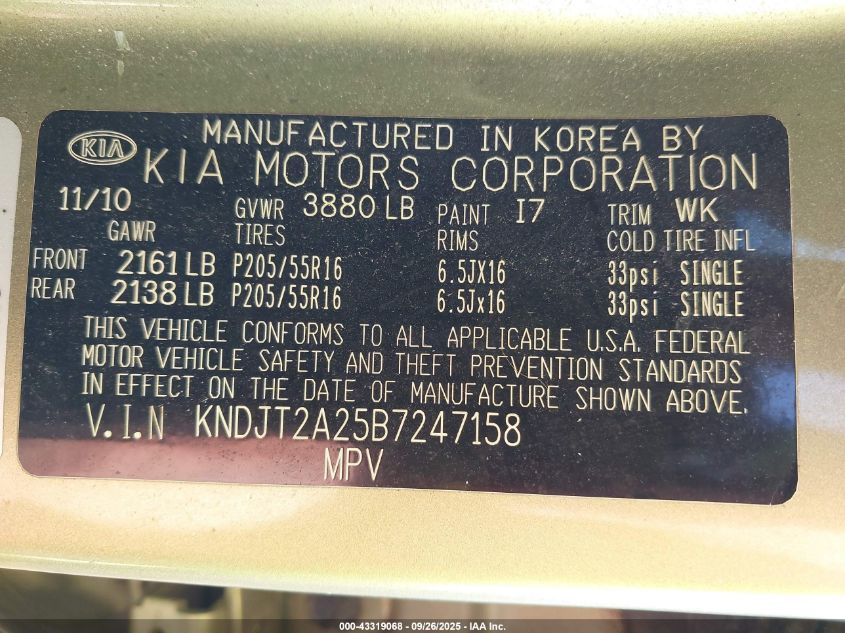 MANUFACTURED IN KOREA BY
KIA KIA MOTORS CORPORATION
11/10 GVWR 3880 LB PAINT I7 TRIM WK
GAWR TIRES RIMS COLD TIRE INFL
FRONT 2161 LB P205/55R16 6.5JX16 33psi SINGLE
REAR 2138 LB P205/55R16 6.5Jx16 33psi SINGLE
THIS VEHICLE CONFORMS TO ALL APPLICABLE U.S.A. FEDERAL
MOTOR VEHICLE SAFETY AND THEFT PREVENTION STANDARDS
IN EFFECT ON THE DATE OF MANUFACTURE SHOWN ABOVE.
V.I.N KNDJT2A25B7247158
MPV
000-43319068 - 09/26/2025 - IAA Inc.